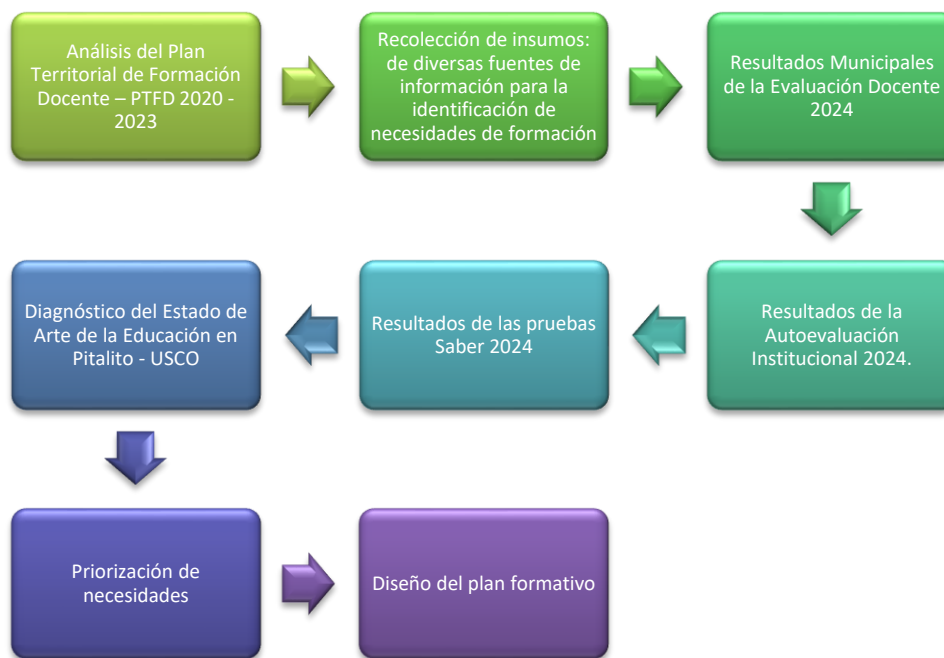 Análisis del Plan
Territorial de Formación
Docente – PTFD 2020 -
2023
Recolección de insumos:
de diversas fuentes de
información para la
identificación de
necesidades de formación
Resultados Municipales
de la Evaluación Docente
2024
Resultados de la
Autoevaluación
Institucional 2024.
Resultados de las pruebas
Saber 2024
Diagnóstico del Estado de
Arte de la Educación en
Pitalito - USCO
Priorización de
necesidades
Diseño del plan formativo